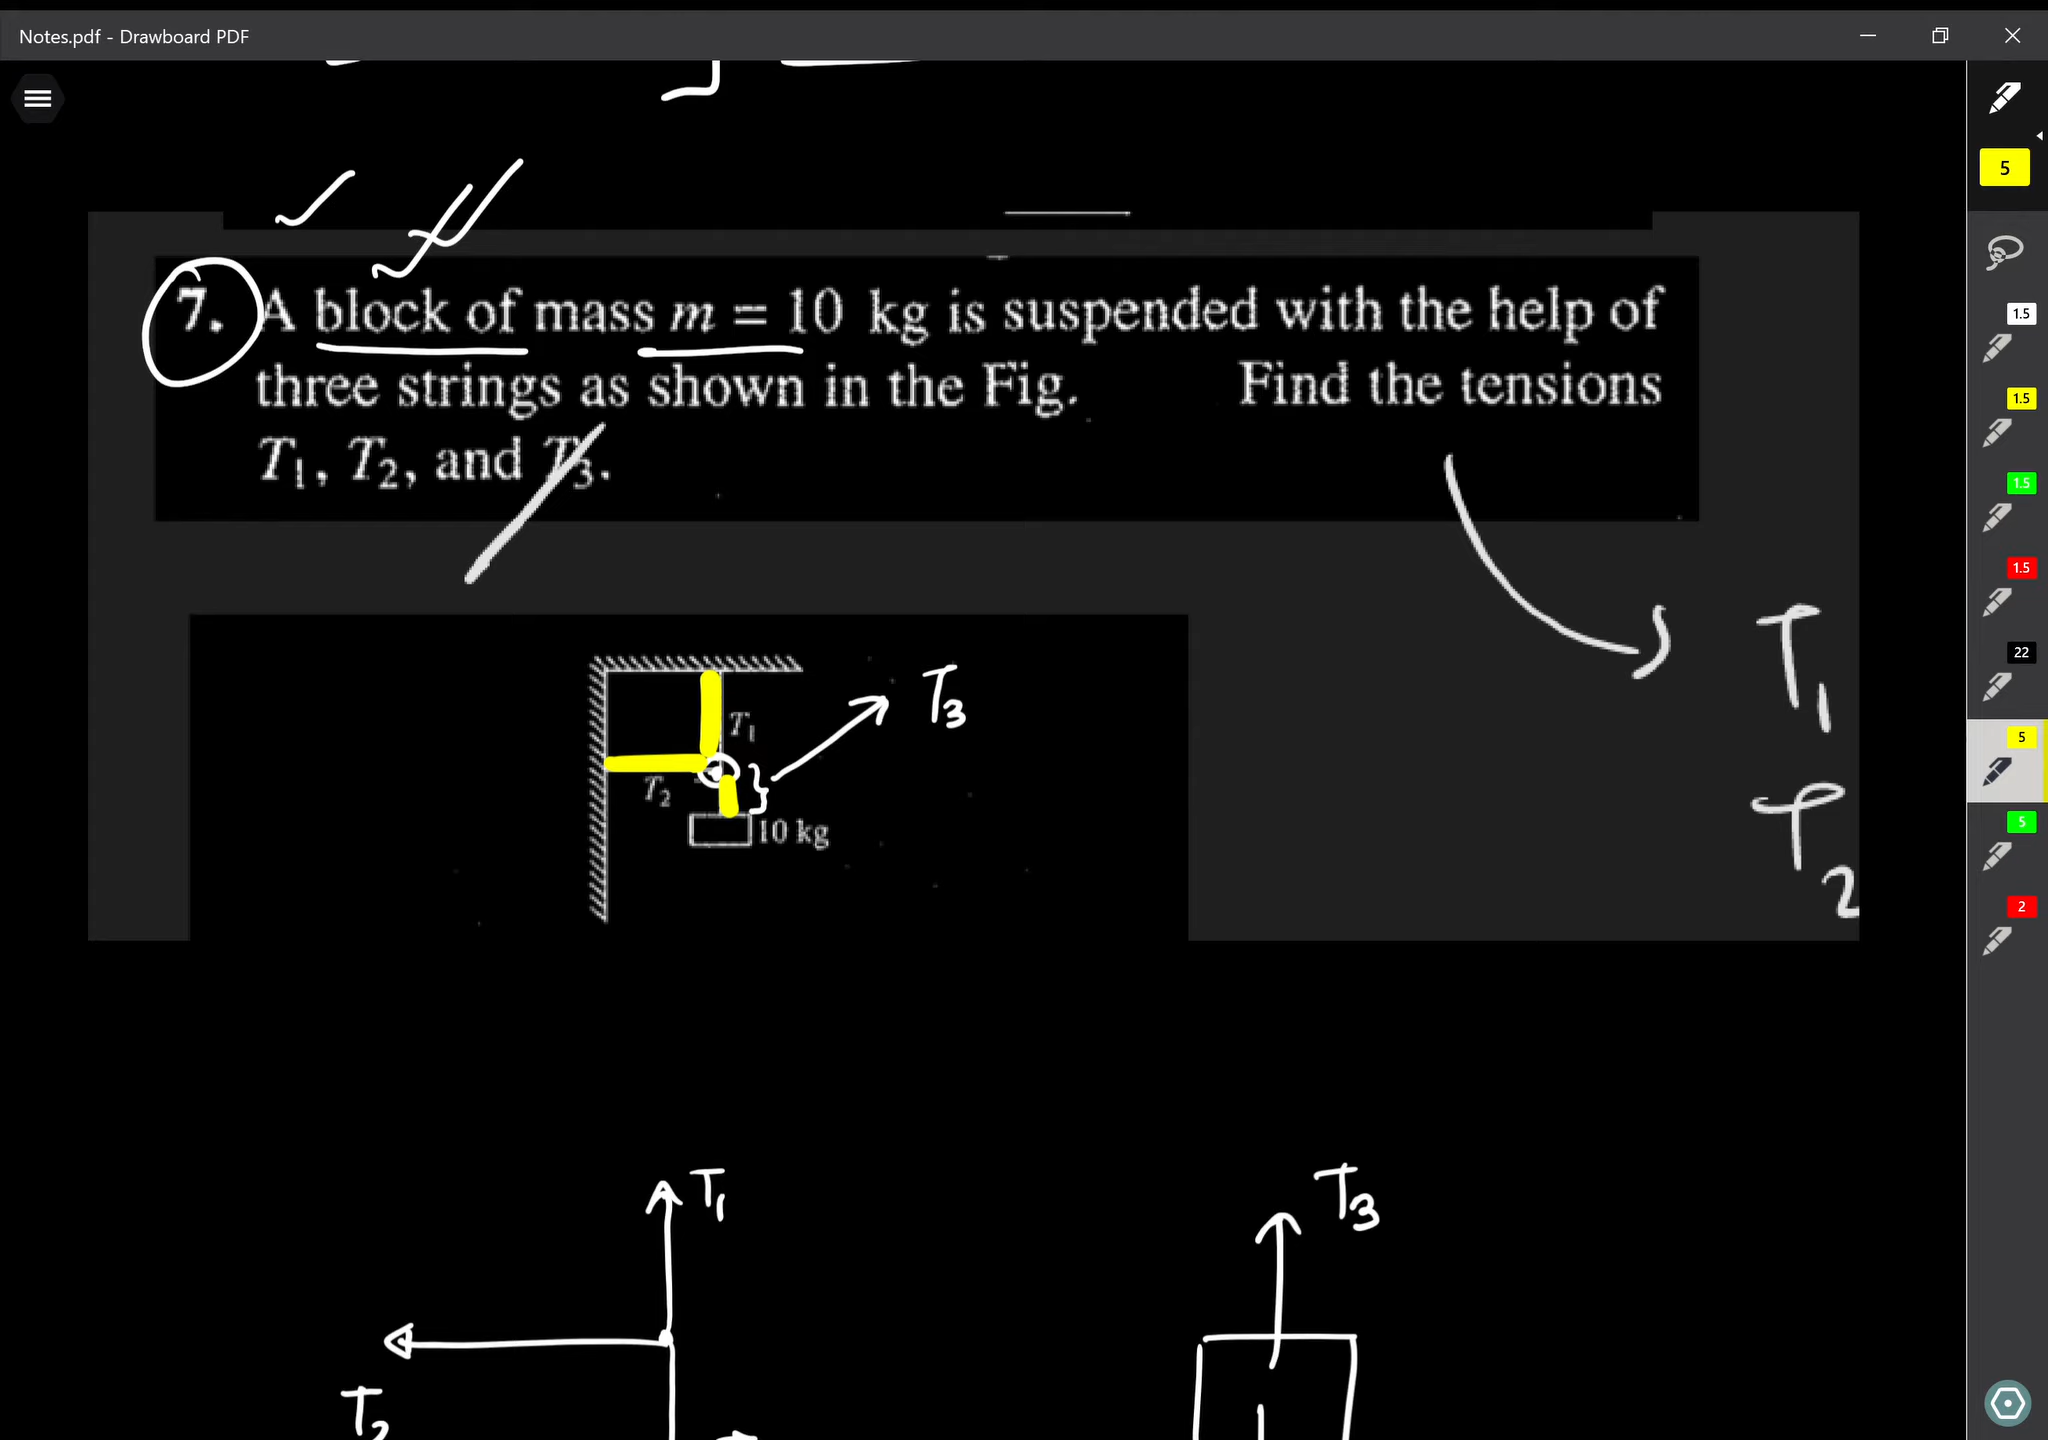 Notes.pdf - Drawboard PDF
5
7. A block of mass m = 10 kg is suspended with the help of
three strings as shown in the Fig. Find the tensions
T₁, T₂, and T₃.
T₁
T₂
T₃
T₁
T₂
10 kg
T₁
T₂
T₃
1.5
1.5
1.5
1.5
22
5
5
2